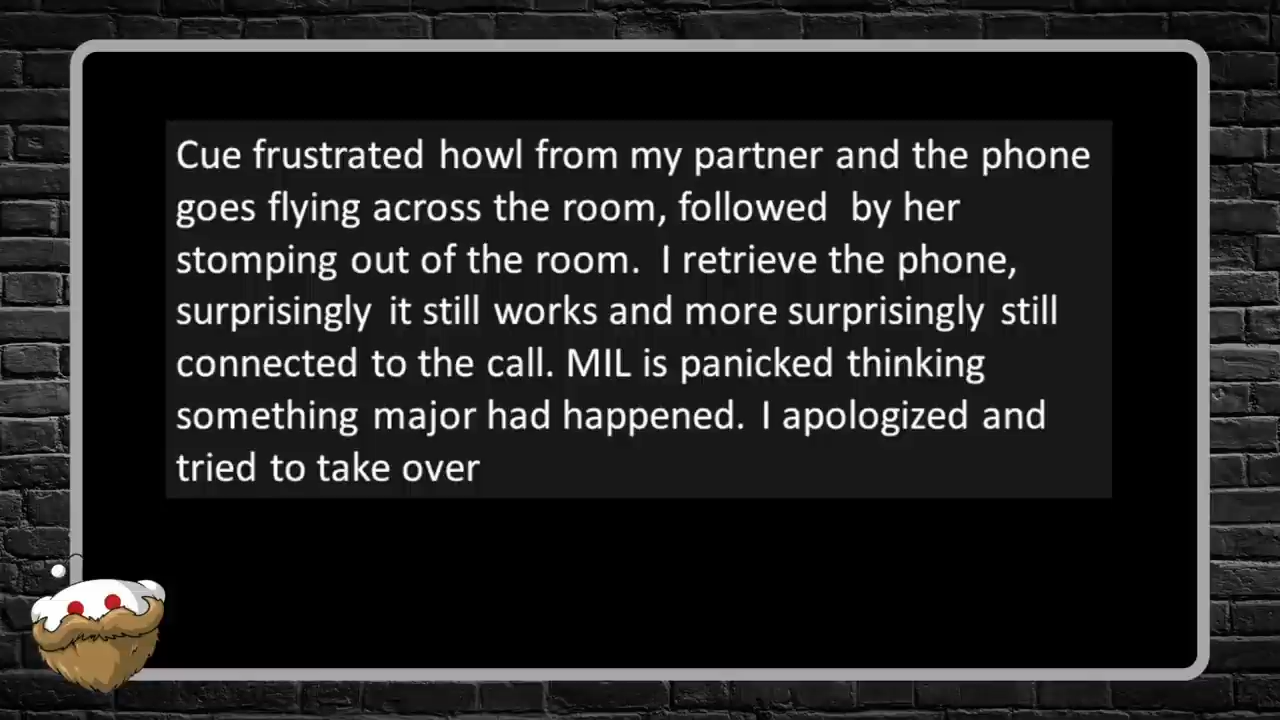 Cue frustrated howl from my partner and the phone
goes flying across the room, followed by her
stomping out of the room. I retrieve the phone,
surprisingly it still works and more surprisingly still
connected to the call. MIL is panicked thinking
something major had happened. I apologized and
tried to take over